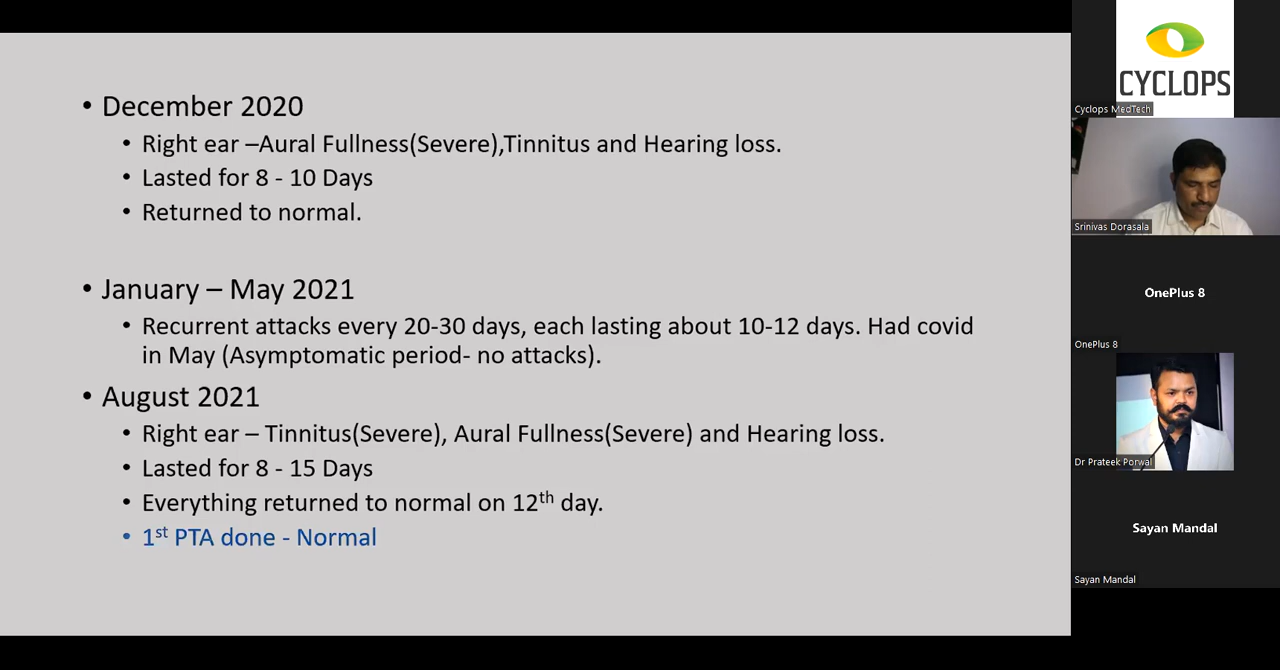 • December 2020
• Right ear –Aural Fullness(Severe),Tinnitus and Hearing loss.
• Lasted for 8 - 10 Days
• Returned to normal.
• January – May 2021
• Recurrent attacks every 20-30 days, each lasting about 10-12 days. Had covid
in May (Asymptomatic period- no attacks).
• August 2021
• Right ear – Tinnitus(Severe), Aural Fullness(Severe) and Hearing loss.
• Lasted for 8 - 15 Days
• Everything returned to normal on 12th day.
• 1st PTA done - Normal
CYCLOPS
Cyclops MedTech
Srinivas Dorasala
OnePlus 8
OnePlus 8
Dr Prateek Porwal
Sayan Mandal
Sayan Mandal